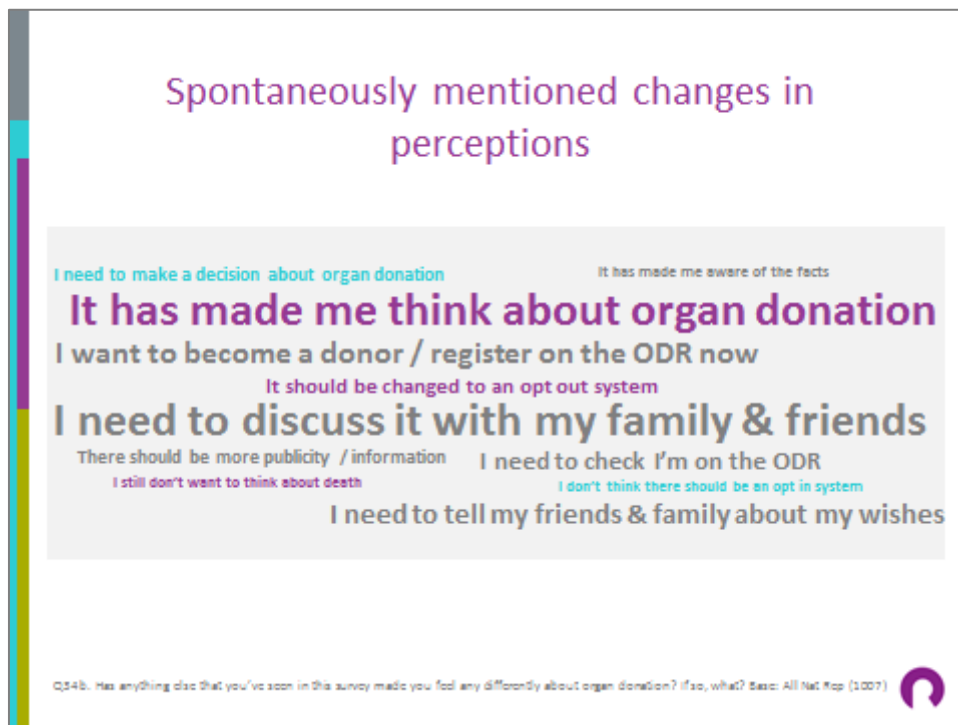 Spontaneously mentioned changes in
perceptions
I need to make a decision about organ donation
It has made me aware of the facts
It has made me think about organ donation
I want to become a donor / register on the ODR now
It should be changed to an opt out system
I need to discuss it with my family & friends
There should be more publicity / information
I need to check I'm on the ODR
I still don't want to think about death
I don't think there should be an opt in system
I need to tell my friends & family about my wishes
Q34b. Has anything else that you've seen in this survey made you feel any differently about organ donation? If so, what? Base: All Nat Rep (1007)